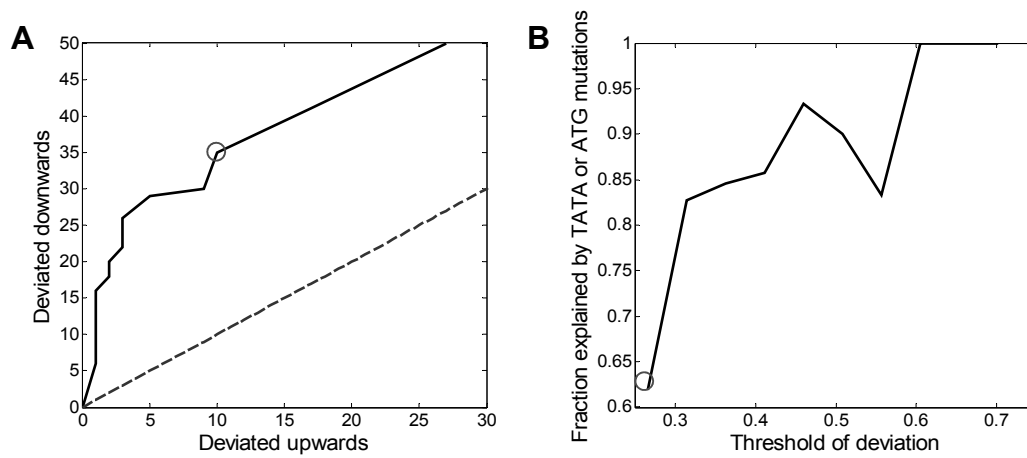 A
50
45
40
35
30
25
20
15
10
5
0
Deviated downwards
0 5 10 15 20 25 30
Deviated upwards
B
1
0.95
0.9
0.85
0.8
0.75
0.7
0.65
0.6
Fraction explained by TATA or ATG mutations
0.3 0.4 0.5 0.6 0.7
Threshold of deviation